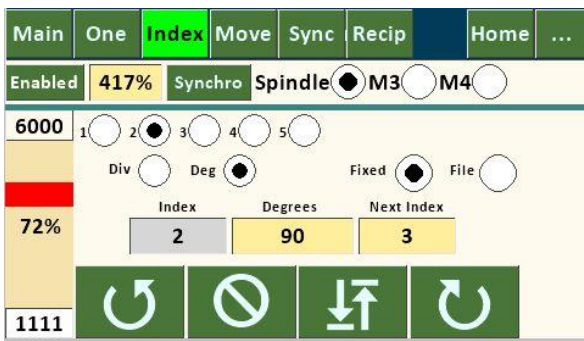 Main One Index Move Sync Recip Home ...
Enabled 417% Synchro Spindle M3 M4
6000 1 2 3 4 5
Div Deg Fixed File
Index Degrees Next Index
72% 2 90 3
1111